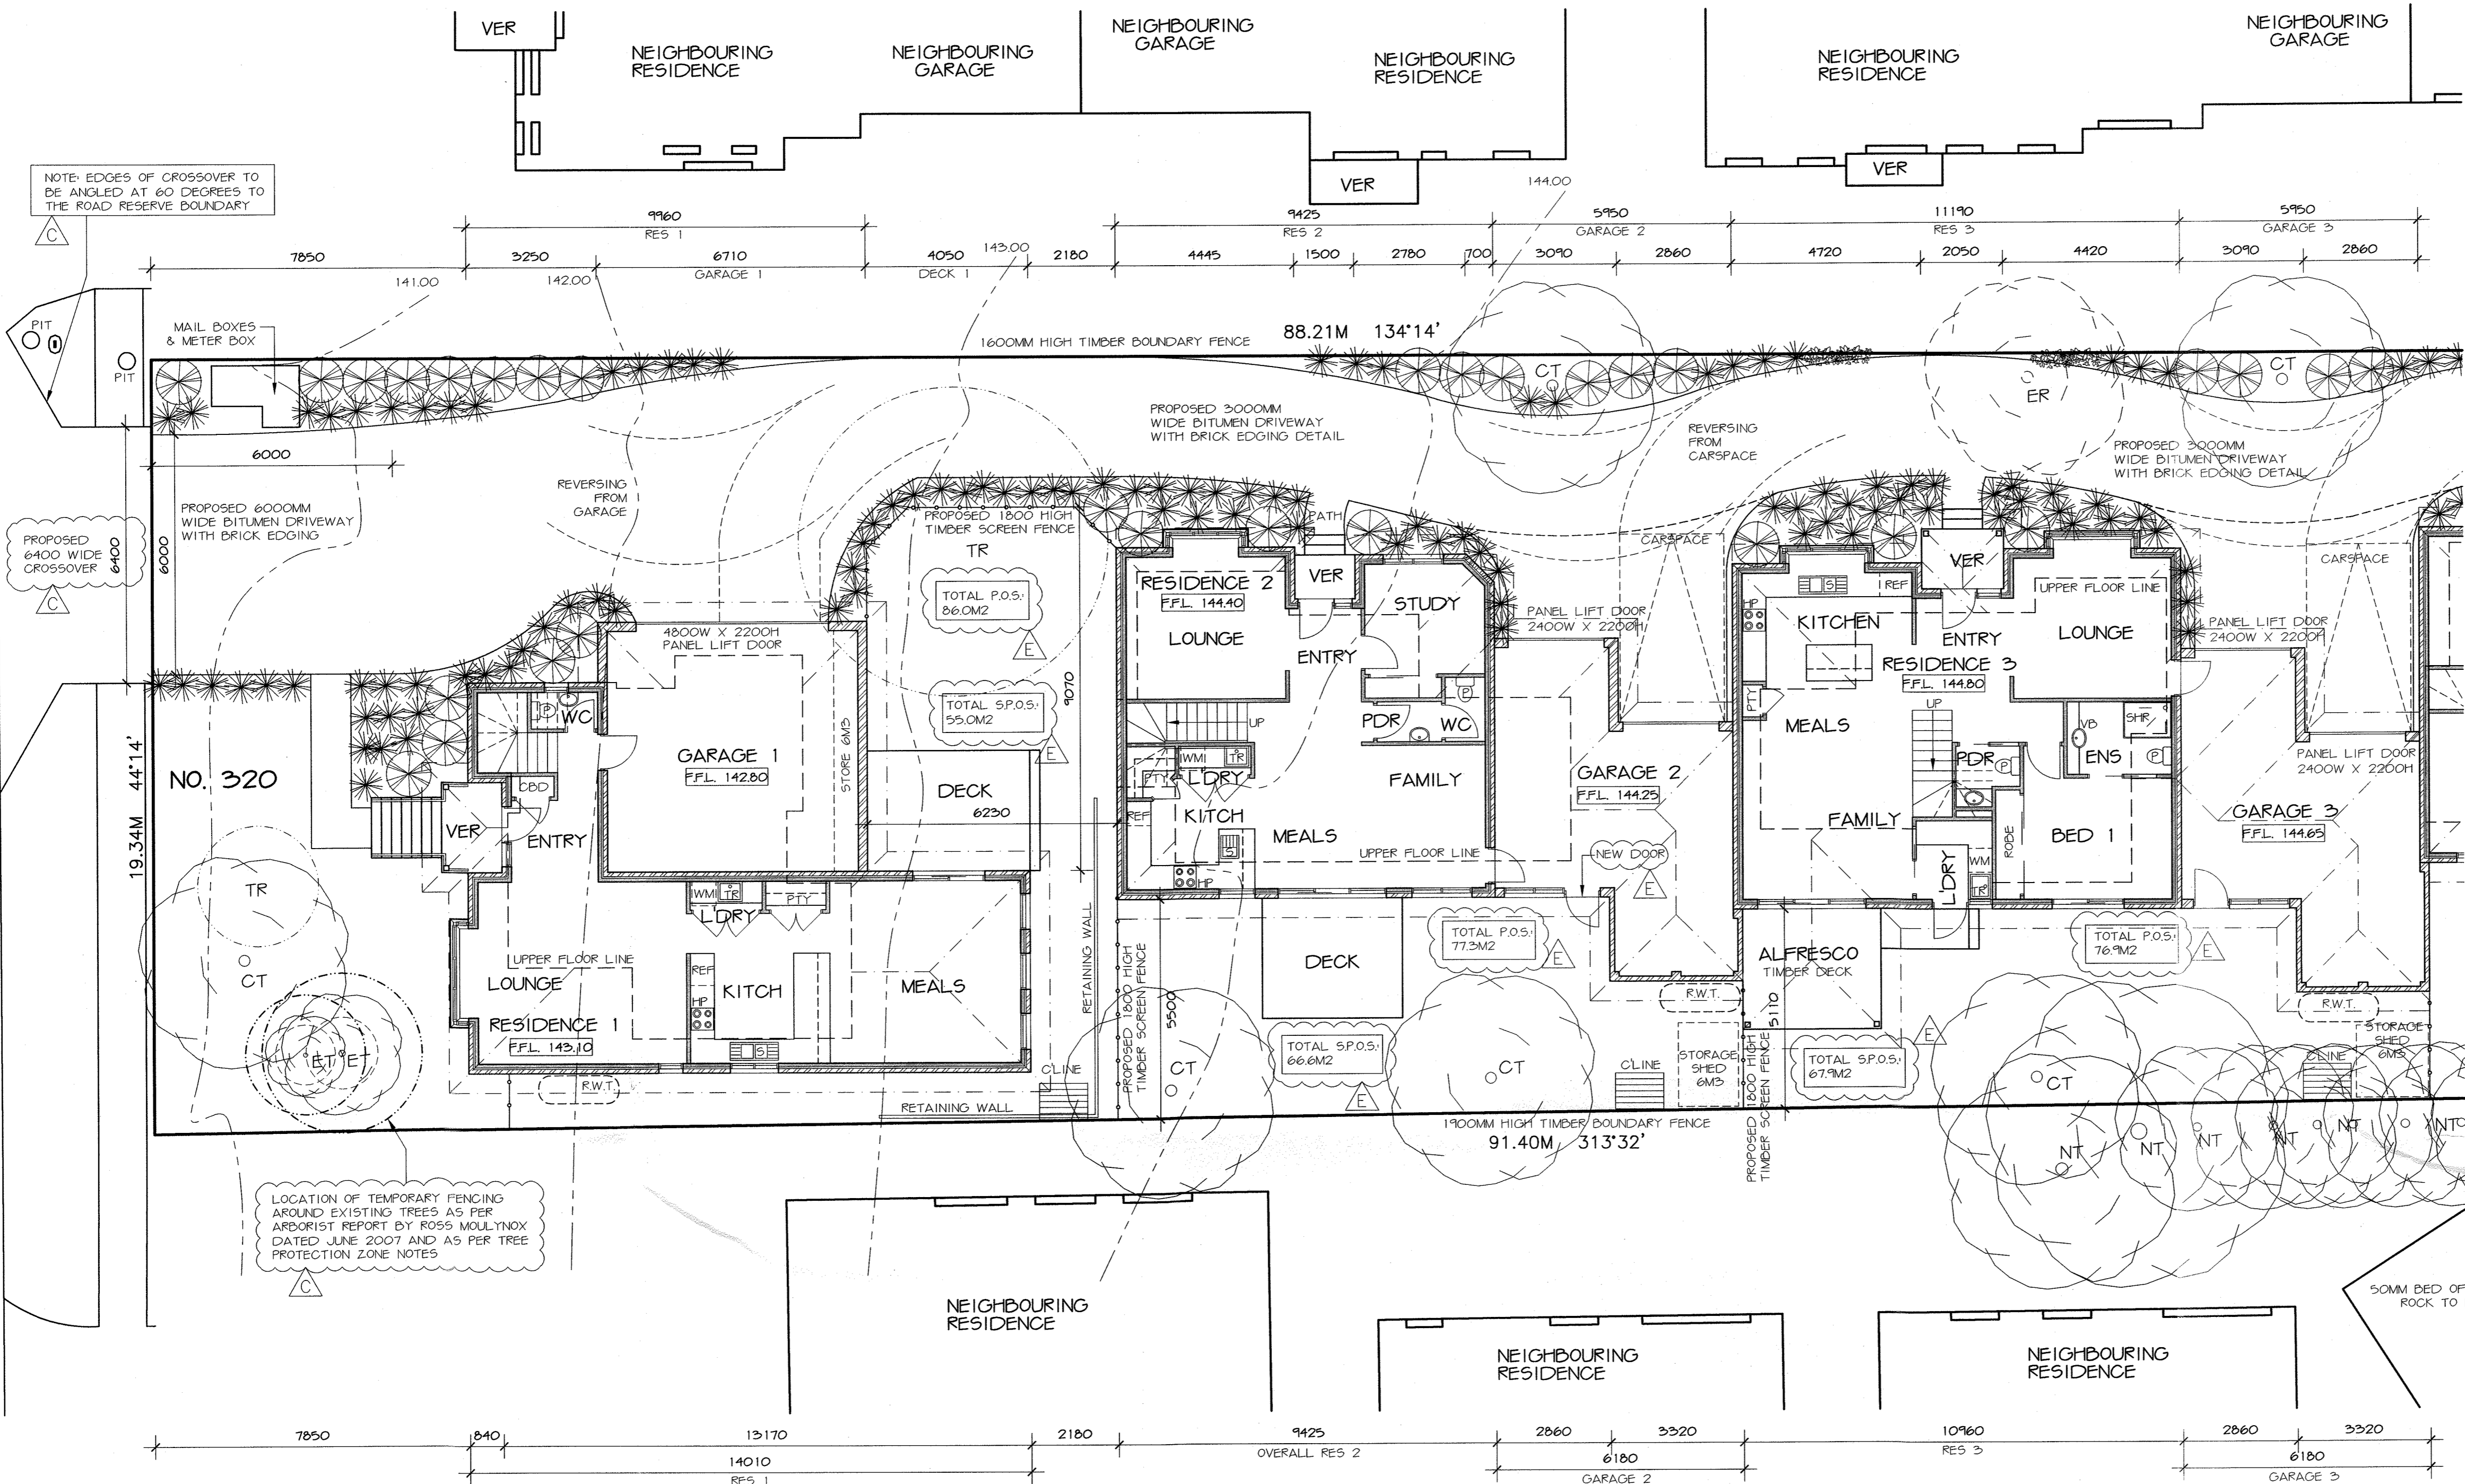 VER
NEIGHBOURING
RESIDENCE
NEIGHBOURING
GARAGE
NEIGHBOURING
GARAGE
NEIGHBOURING
RESIDENCE
VER
NEIGHBOURING
RESIDENCE
VER
NEIGHBOURING
GARAGE
NOTE: EDGES OF CROSSOVER TO
BE ANGLED AT 60 DEGREES TO
THE ROAD RESERVE BOUNDARY
C
144.00
9960
RES 1
9425
RES 2
5950
GARAGE 2
11190
RES 3
5950
GARAGE 3
7850
3250
6710
GARAGE 1
4050
DECK 1
143.00
2180
4445
1500
2780
700
3090
2860
4720
2050
4420
3090
2860
141.00
142.00
PIT
PIT
MAIL BOXES
& METER BOX
1600MM HIGH TIMBER BOUNDARY FENCE
88.21M 134°14'
CT
ER
CT
6000
PROPOSED 3000MM
WIDE BITUMEN DRIVEWAY
WITH BRICK EDGING DETAIL
REVERSING
FROM
CARSPACE
PROPOSED 3000MM
WIDE BITUMEN DRIVEWAY
WITH BRICK EDGING DETAIL
REVERSING
FROM
GARAGE
PROPOSED 6000MM
WIDE BITUMEN DRIVEWAY
WITH BRICK EDGING
PROPOSED
6400 WIDE
CROSSOVER
C
6400
6000
PROPOSED 1800 HIGH
TIMBER SCREEN FENCE
TR
PATH
CARSPACE
CARSPACE
TOTAL P.O.S.:
86.0M2
E
TOTAL S.P.O.S.:
55.0M2
E
9070
RESIDENCE 2
F.F.L. 144.40
LOUNGE
VER
STUDY
ENTRY
PANEL LIFT DOOR
2400W X 2200H
HP
S
REF
KITCHEN
VER
UPPER FLOOR LINE
ENTRY
LOUNGE
RESIDENCE 3
F.F.L. 144.80
PANEL LIFT DOOR
2400W X 2200H
4800W X 2200H
PANEL LIFT DOOR
P
WC
GARAGE 1
F.F.L. 142.80
STORE 6M3
UP
PDR
P
WC
PTY
MEALS
UP
VB
SHR
PDR
P
ENS
P
PANEL LIFT DOOR
2400W X 2200H
NO. 320
19.34M 44°14'
CBD
VER
ENTRY
DECK
6230
WM
TR
PTY
L'DRY
REF
KITCH
S
HP
MEALS
FAMILY
UPPER FLOOR LINE
GARAGE 2
F.F.L. 144.25
NEW DOOR
E
FAMILY
L'DRY
WM
TR
ROBE
BED 1
GARAGE 3
F.F.L. 144.65
TR
CT
ET
ET
WM
TR
PTY
L'DRY
UPPER FLOOR LINE
LOUNGE
REF
HP
KITCH
S
MEALS
RESIDENCE 1
F.F.L. 143.10
RETAINING WALL
PROPOSED 1800 HIGH
TIMBER SCREEN FENCE
5500
DECK
TOTAL P.O.S.:
77.3M2
E
ALFRESCO
TIMBER DECK
TOTAL P.O.S.:
76.9M2
E
R.W.T.
R.W.T.
R.W.T.
C'LINE
RETAINING WALL
CT
TOTAL S.P.O.S.:
66.6M2
E
CT
C'LINE
STORAGE
SHED
6M3
PROPOSED 1800 HIGH
TIMBER SCREEN FENCE
5110
TOTAL S.P.O.S.:
67.9M2
E
CT
C'LINE
STORAGE
SHED
6M3
1900MM HIGH TIMBER BOUNDARY FENCE
91.40M 313°32'
NT
NT
NT
NT
NT
NT
LOCATION OF TEMPORARY FENCING
AROUND EXISTING TREES AS PER
ARBORIST REPORT BY ROSS MOULYNOX
DATED JUNE 2007 AND AS PER TREE
PROTECTION ZONE NOTES
C
NEIGHBOURING
RESIDENCE
NEIGHBOURING
RESIDENCE
NEIGHBOURING
RESIDENCE
50MM BED OF
ROCK TO
7850
840
13170
2180
9425
OVERALL RES 2
2860
3320
10960
RES 3
2860
3320
14010
RES 1
6180
GARAGE 2
6180
GARAGE 3